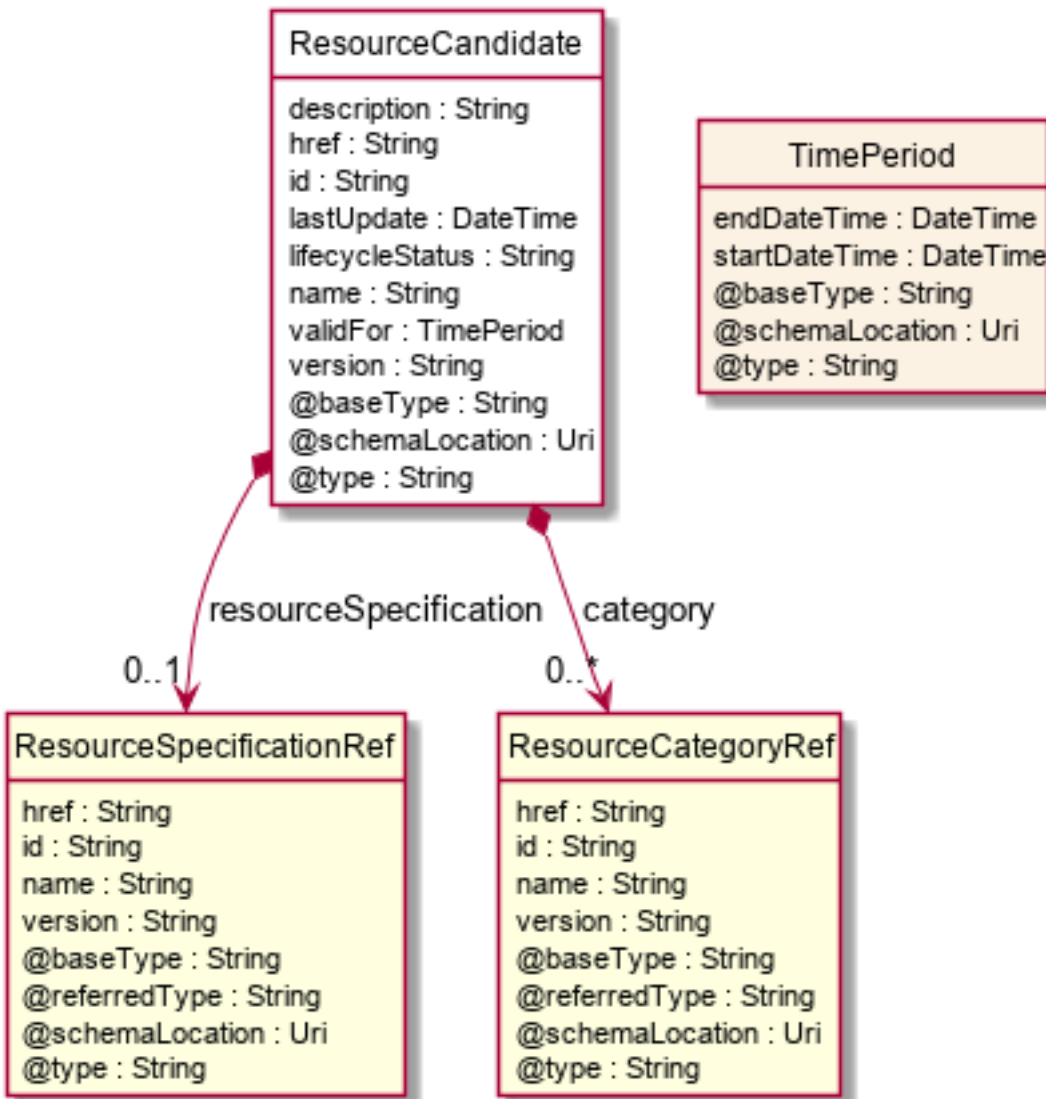 ResourceCandidate
description : String
href : String
id : String
lastUpdate : DateTime
lifecycleStatus : String
name : String
validFor : TimePeriod
version : String
@baseType : String
@schemaLocation : Uri
@type : String
TimePeriod
endDateTime : DateTime
startDateTime : DateTime
@baseType : String
@schemaLocation : Uri
@type : String
resourceSpecification
category
0..1
0..*
ResourceSpecificationRef
href : String
id : String
name : String
version : String
@baseType : String
@referredType : String
@schemaLocation : Uri
@type : String
ResourceCategoryRef
href : String
id : String
name : String
version : String
@baseType : String
@referredType : String
@schemaLocation : Uri
@type : String